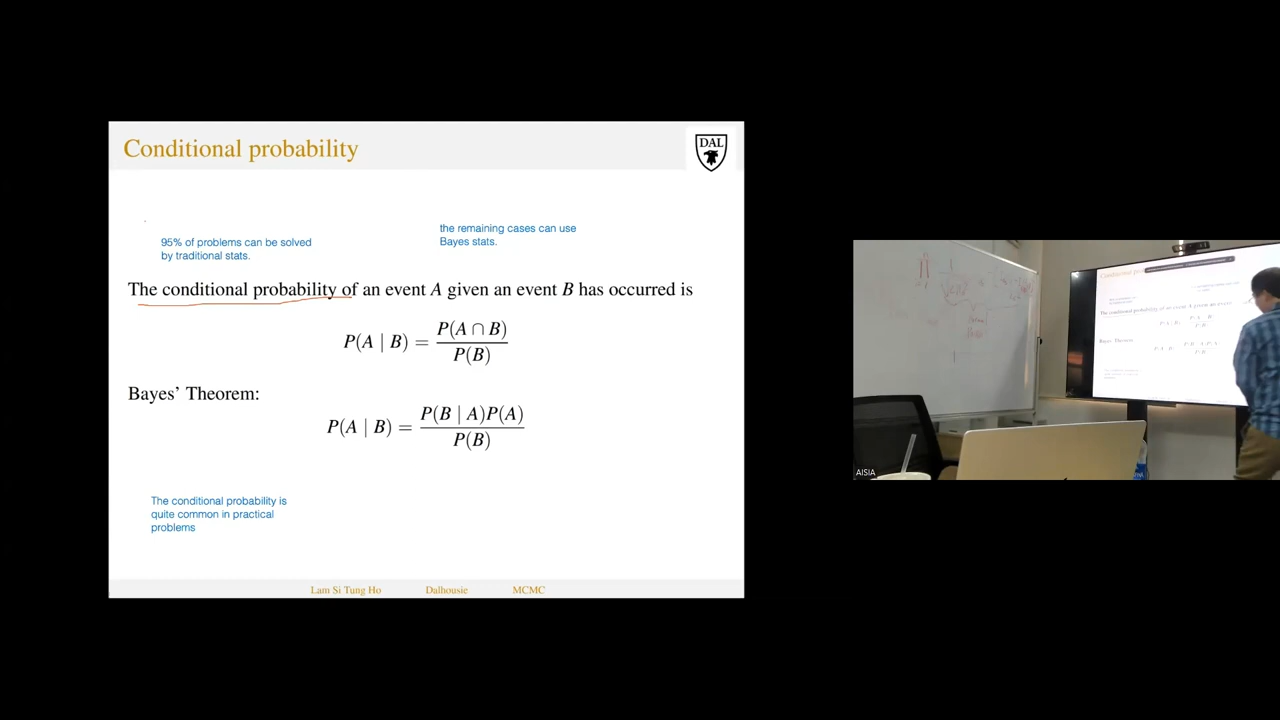 Conditional probability
DAL
95% of problems can be solved
by traditional stats.
the remaining cases can use
Bayes stats.
The conditional probability of an event A given an event B has occurred is
P(A | B) = P(A ∩ B) / P(B)
Bayes' Theorem:
P(A | B) = P(B | A)P(A) / P(B)
The conditional probability is
quite common in practical
problems
Lam Si Tung Ho Dalhousie MCMC
AISIA